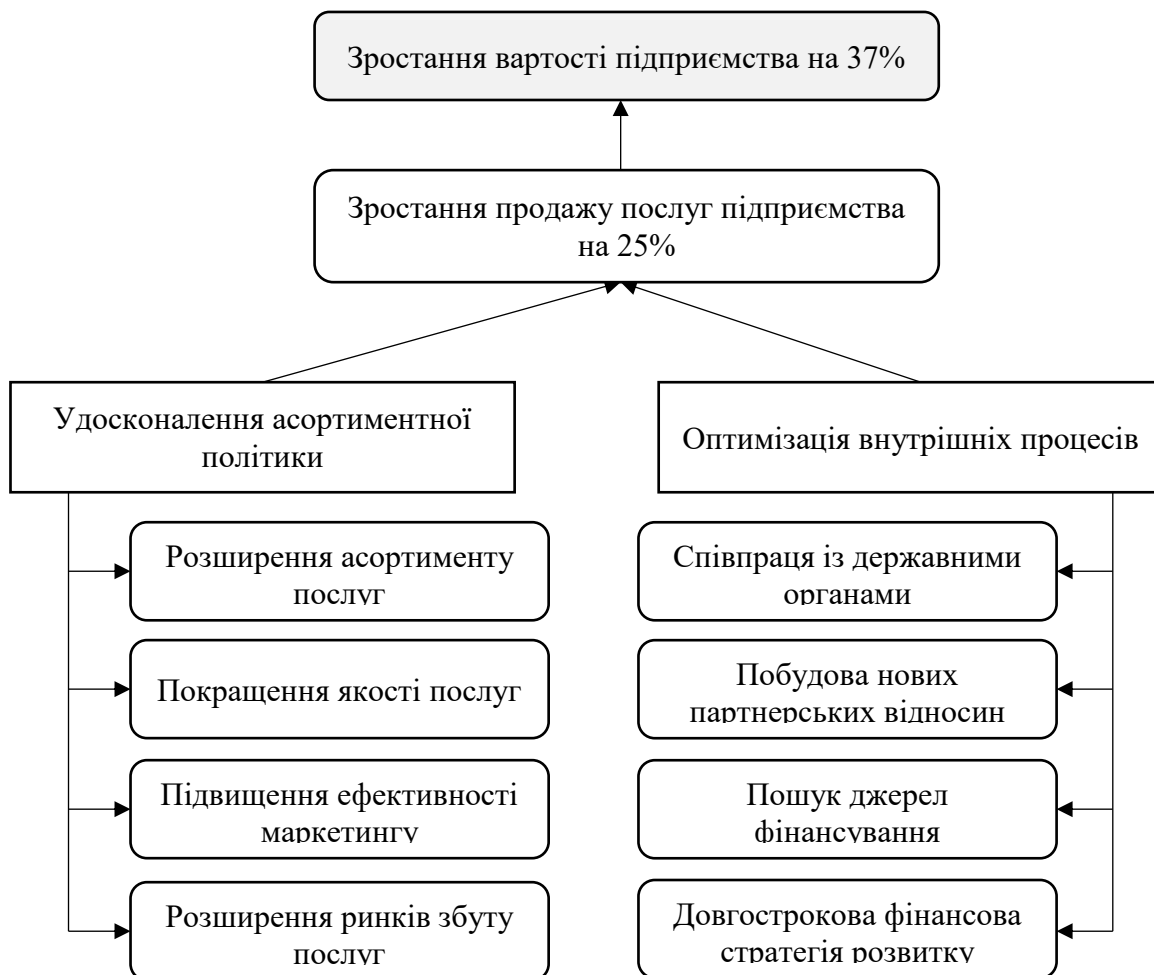 Зростання вартості підприємства на 37%
Зростання продажу послуг підприємства
на 25%
Удосконалення асортиментної
політики
Розширення асортименту
послуг
Покращення якості послуг
Підвищення ефективності
маркетингу
Розширення ринків збуту
послуг
Оптимізація внутрішніх процесів
Співпраця із державними
органами
Побудова нових
партнерських відносин
Пошук джерел
фінансування
Довгострокова фінансова
стратегія розвитку